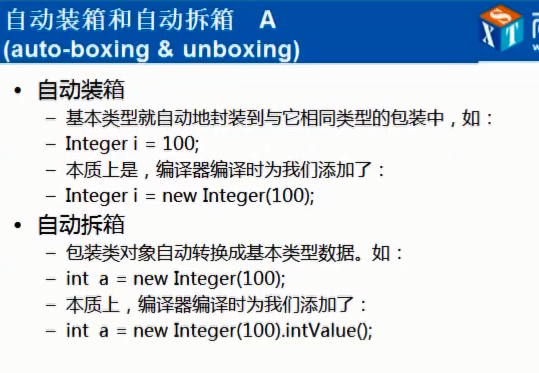 自动装箱和自动拆箱 A
(auto-boxing & unboxing)
SXT
• 自动装箱
– 基本类型就自动地封装到与它相同类型的包装中，如：
– Integer i = 100;
– 本质上是，编译器编译时为我们添加了：
– Integer i = new Integer(100);
• 自动拆箱
– 包装类对象自动转换成基本类型数据。如：
– int a = new Integer(100);
– 本质上，编译器编译时为我们添加了：
– int a = new Integer(100).intValue();